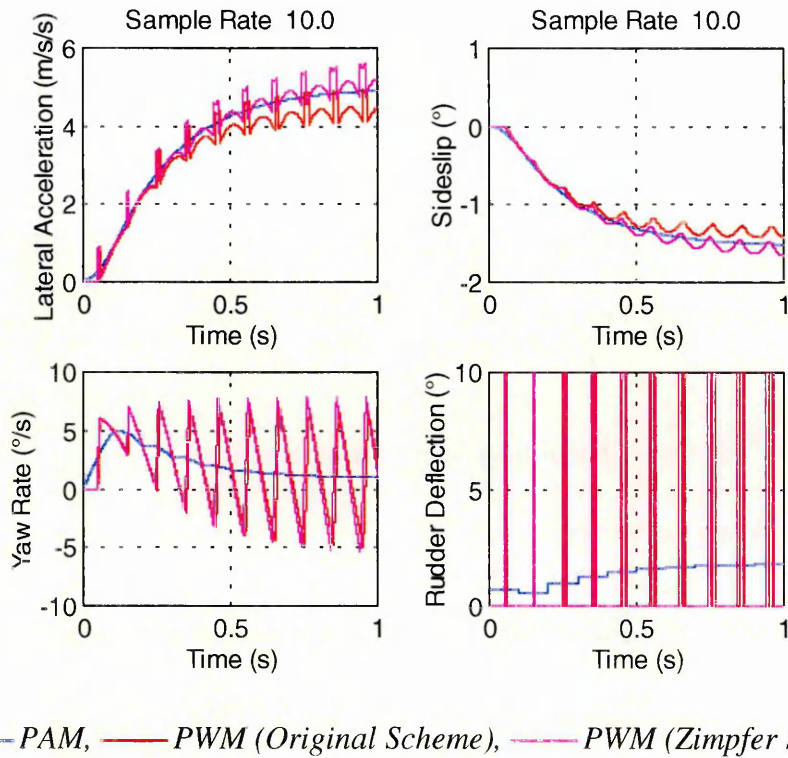 Sample Rate 10.0
Sample Rate 10.0
Lateral Acceleration (m/s/s)
6
4
2
0
0
0.5
1
Time (s)
Sideslip (°)
1
0
-1
-2
0
0.5
1
Time (s)
Yaw Rate (°/s)
10
5
0
-5
-10
0
0.5
1
Time (s)
Rudder Deflection (°)
10
5
0
0
0.5
1
Time (s)
PAM, PWM (Original Scheme), PWM (Zimpfer